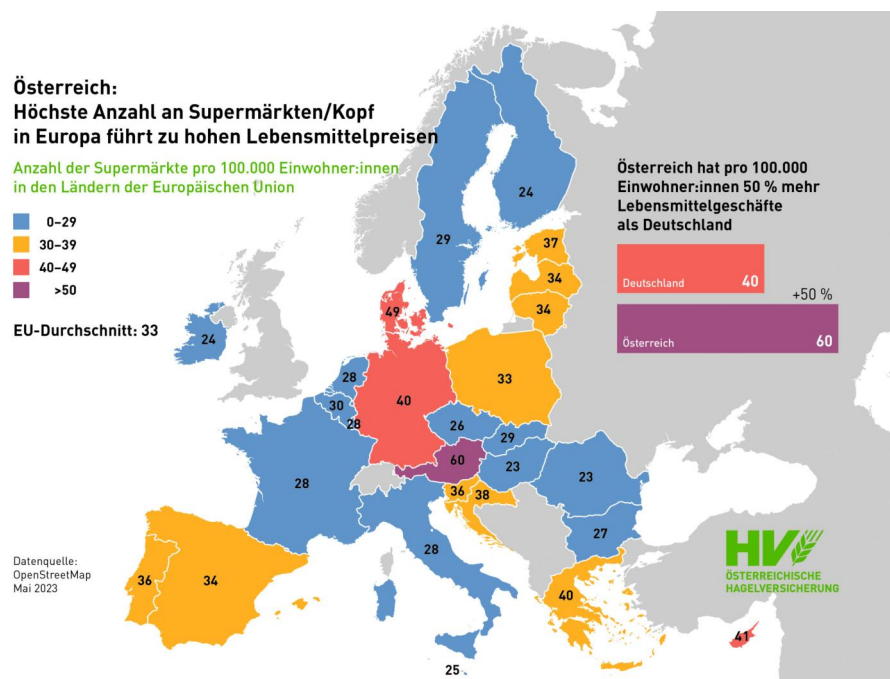 Österreich:
Höchste Anzahl an Supermärkten/Kopf
in Europa führt zu hohen Lebensmittelpreisen
Anzahl der Supermärkte pro 100.000 Einwohner:innen
in den Ländern der Europäischen Union
0–29
30–39
40–49
>50
EU-Durchschnitt: 33
Österreich hat pro 100.000
Einwohner:innen 50 % mehr
Lebensmittelgeschäfte
als Deutschland
Deutschland 40
+50 %
Österreich 60
24
29
37
34
34
49
24
28
30
28
40
33
26
29
60
23
23
28
36
38
27
28
36
34
40
41
25
Datenquelle:
OpenStreetMap
Mai 2023
HV
ÖSTERREICHISCHE
HAGELVERSICHERUNG